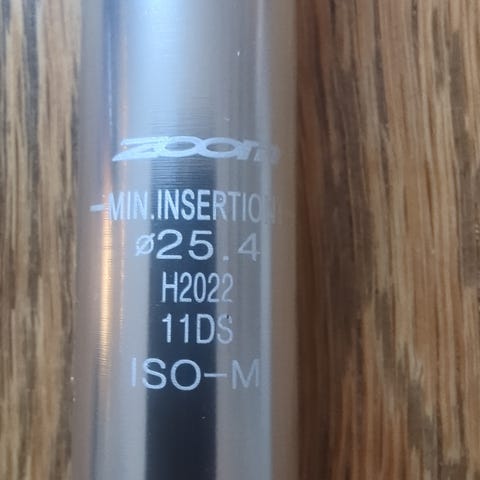 ZOOM
-MIN.INSERTION
ø25.4
H2022
11DS
ISO-M